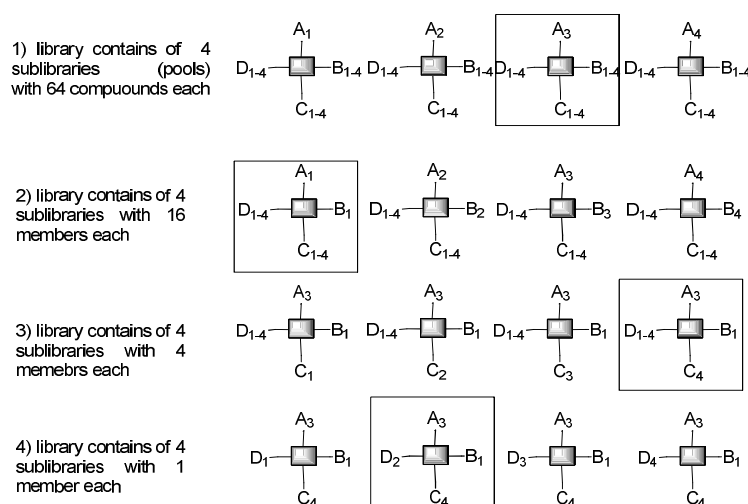 1) library contains of 4
sublibraries (pools)
with 64 compuounds each
A1 A2 A3 A4
D1-4 B1-4 D1-4 B1-4 D1-4 B1-4 D1-4 B1-4
C1-4 C1-4 C1-4 C1-4
2) library contains of 4
sublibraries with 16
members each
A1 A2 A3 A4
D1-4 B1 D1-4 B2 D1-4 B3 D1-4 B4
C1-4 C1-4 C1-4 C1-4
3) library contains of 4
sublibraries with 4
memebrs each
A3 A3 A3 A3
D1-4 B1 D1-4 B1 D1-4 B1 D1-4 B1
C1 C2 C3 C4
4) library contains of 4
sublibraries with 1
member each
A3 A3 A3 A3
D1 B1 D2 B1 D3 B1 D4 B1
C4 C4 C4 C4